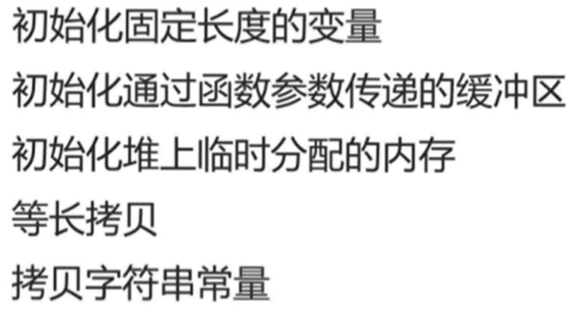 初始化固定长度的变量
初始化通过函数参数传递的缓冲区
初始化堆上临时分配的内存
等长拷贝
拷贝字符串常量